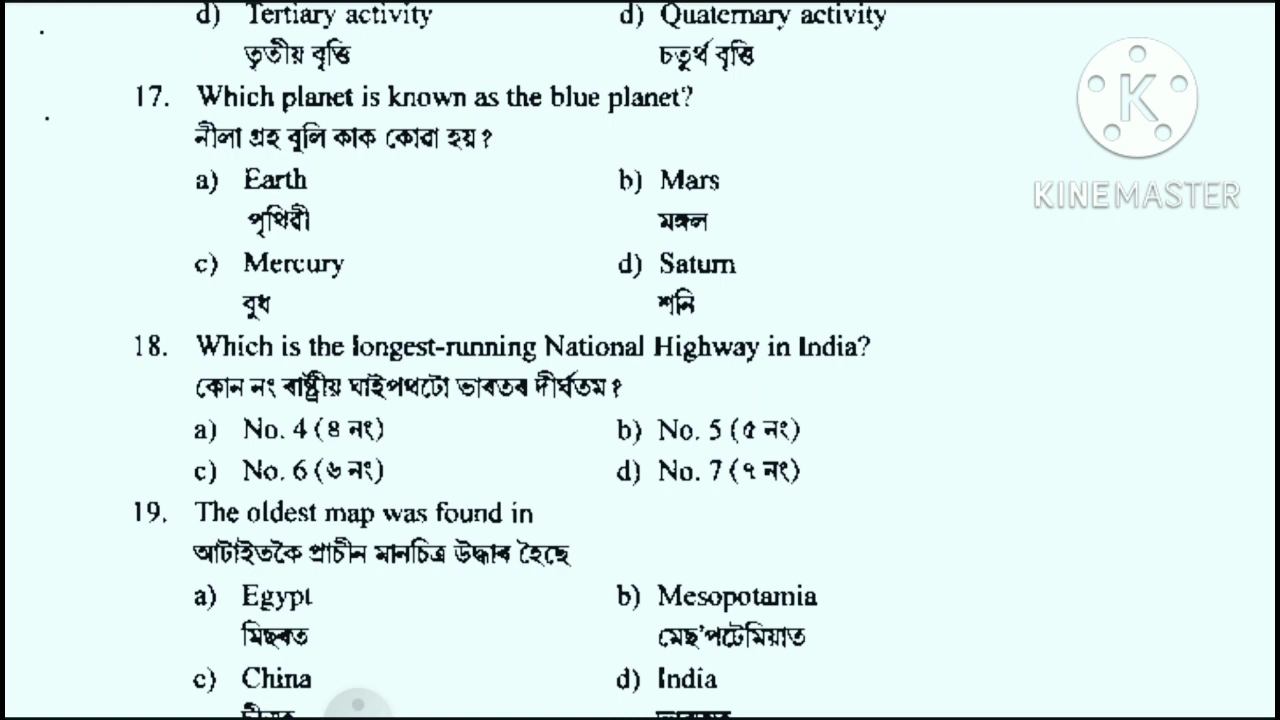 d) Tertiary activity d) Quaternary activity
তৃতীয় বৃত্তি চতুৰ্থ বৃত্তি
17. Which planet is known as the blue planet?
নীলা গ্ৰহ বুলি কাক কোৱা হয় ?
a) Earth b) Mars
পৃথিৱী মঙ্গল
c) Mercury d) Saturn
বুধ শনি
18. Which is the longest-running National Highway in India?
কোন নং ৰাষ্ট্ৰীয় ঘাইপথটো ভাৰতৰ দীৰ্ঘতম ?
a) No. 4 (৪ নং) b) No. 5 (৫ নং)
c) No. 6 (৬ নং) d) No. 7 (৭ নং)
19. The oldest map was found in
আটাইতকৈ প্ৰাচীন মানচিত্ৰ উদ্ধাৰ হৈছে
a) Egypt b) Mesopotamia
মিছৰত মেছ'পটেমিয়াত
c) China d) India
K
KINEMASTER